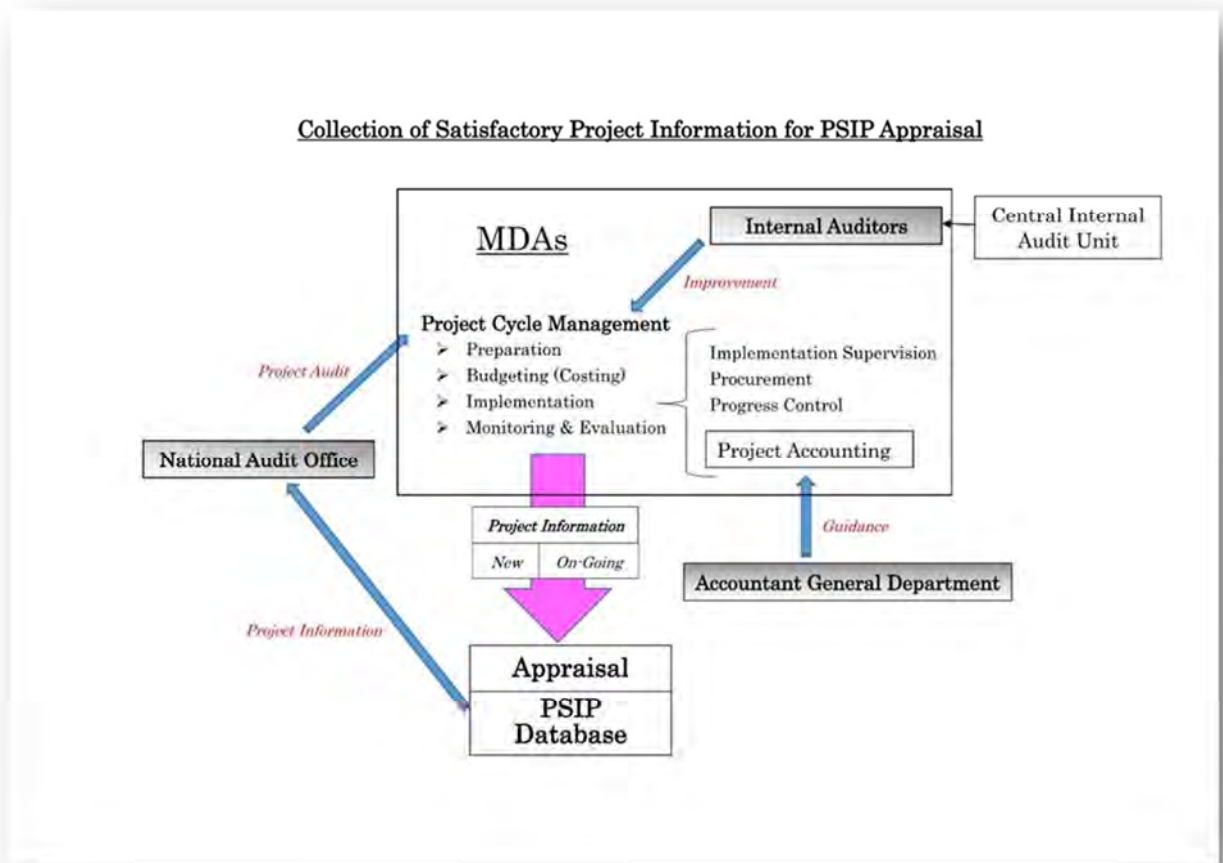 Collection of Satisfactory Project Information for PSIP Appraisal
MDAs
Internal Auditors
Central Internal
Audit Unit
Improvement
Project Cycle Management
➤ Preparation
➤ Budgeting (Costing)
➤ Implementation
➤ Monitoring & Evaluation
Implementation Supervision
Procurement
Progress Control
Project Accounting
Project Audit
National Audit Office
Project Information
New
On-Going
Guidance
Accountant General Department
Project Information
Appraisal
PSIP
Database